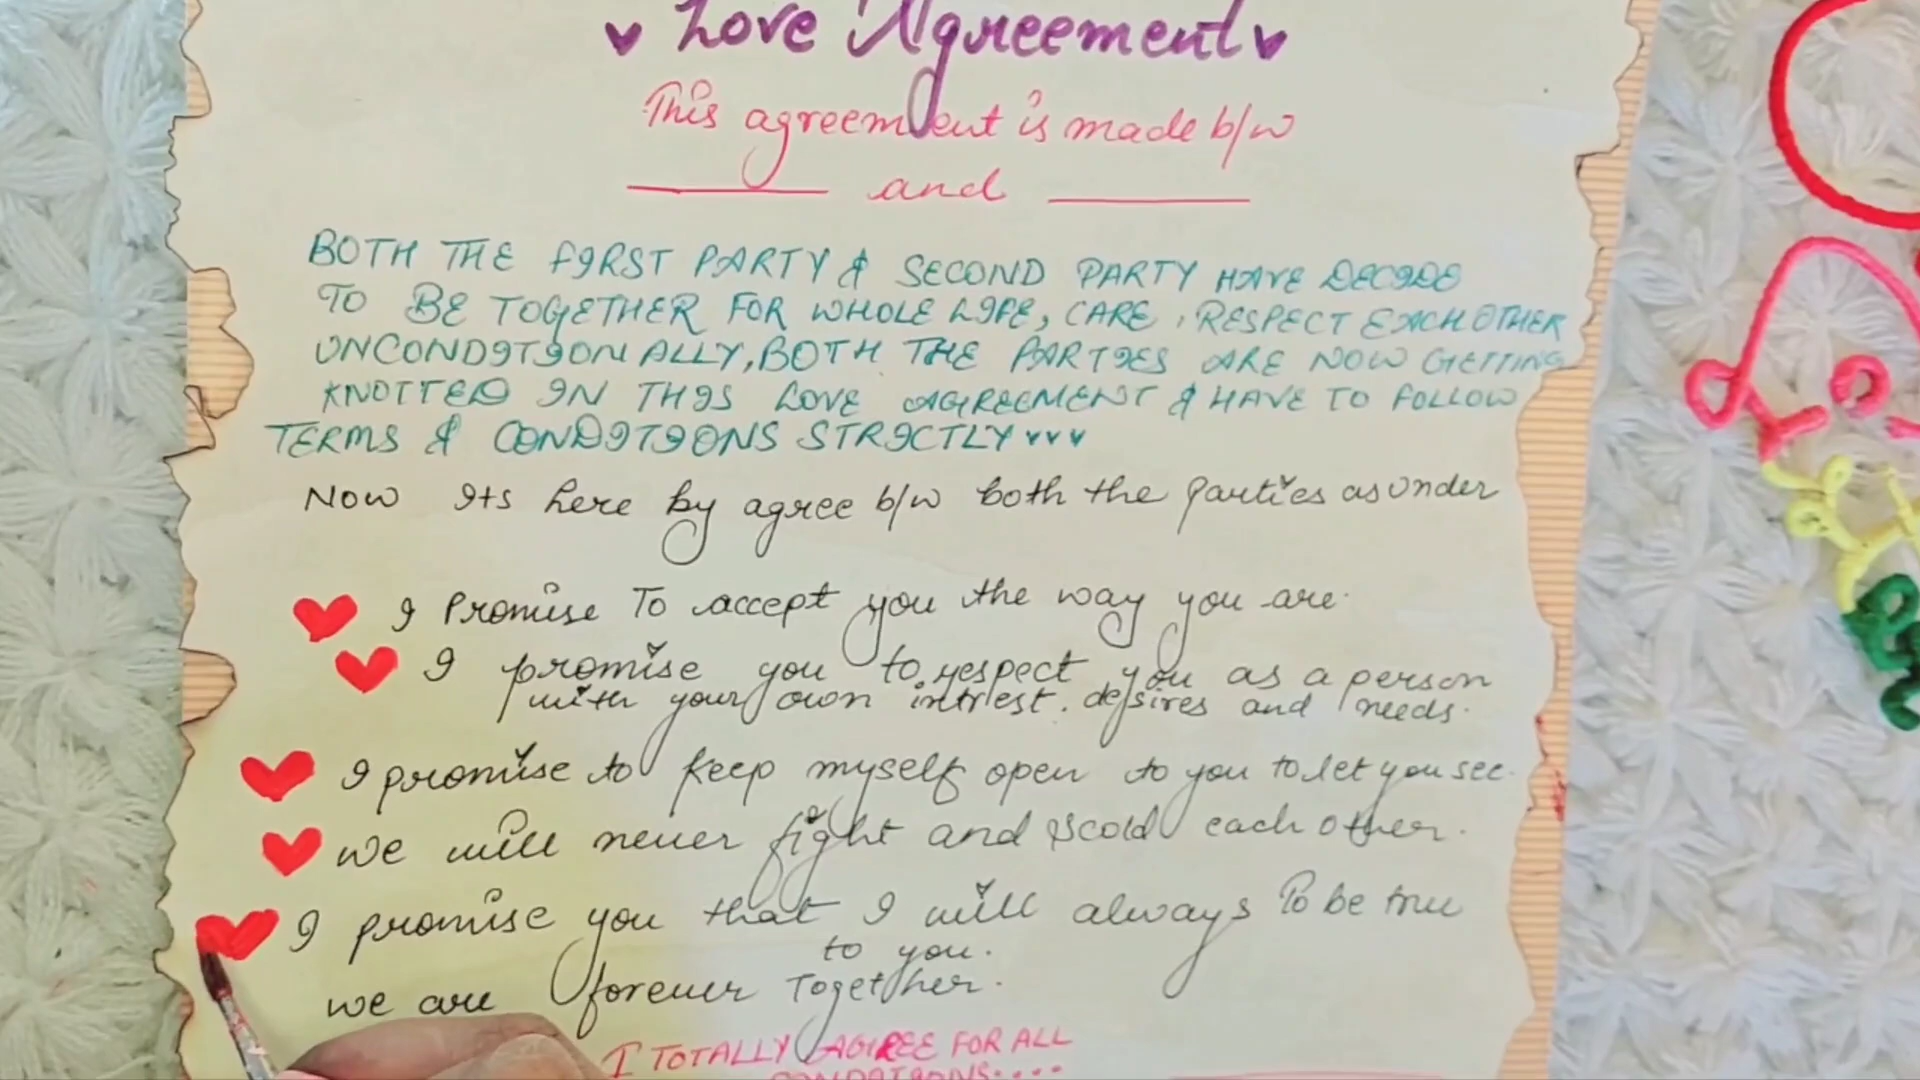 Love Agreement
This agreement is made b/w
and
BOTH THE FIRST PARTY & SECOND PARTY HAVE DECIDE
TO BE TOGETHER FOR WHOLE LIFE, CARE, RESPECT EACH OTHER
UNCONDITIONALLY, BOTH THE PARTIES ARE NOW GETTING
KNOTTED IN THIS LOVE AGREEMENT & HAVE TO FOLLOW
TERMS & CONDITIONS STRICTLY
Now Its here by agree b/w both the parties as under
I Promise To accept you the way you are.
I promise you to respect you as a person
with your own intrest. desires and needs.
I promise to keep myself open to you to let you see.
we will never fight and scold each other.
I promise you that I will always to be true
to you.
we are forever Together.
I TOTALLY AGREE FOR ALL
CONDITIONS....